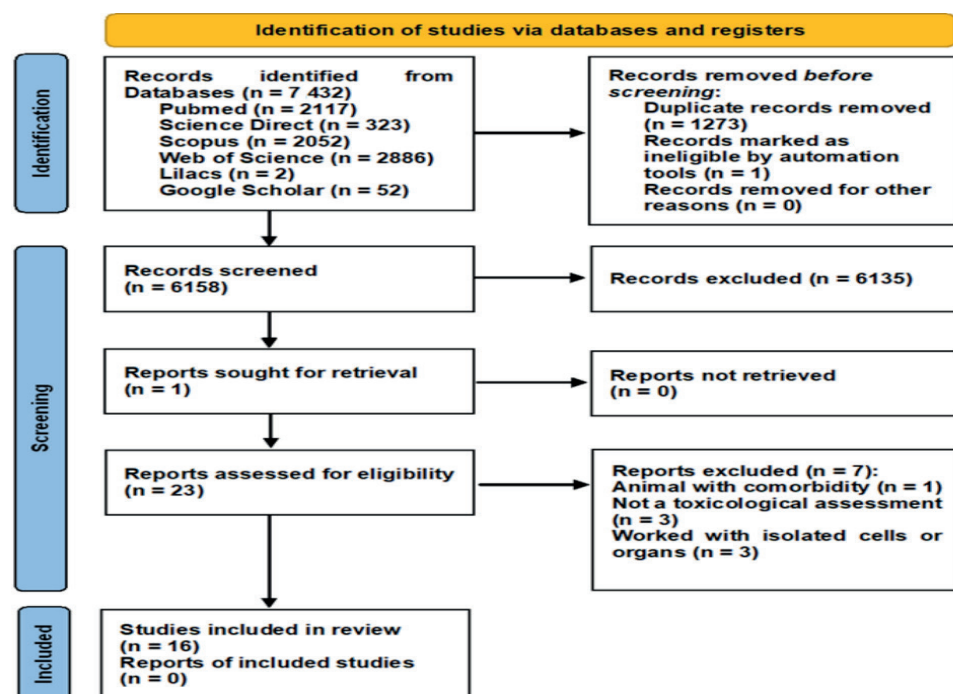 Identification of studies via databases and registers
Identification
Records identified from
Databases (n = 7 432)
Pubmed (n = 2117)
Science Direct (n = 323)
Scopus (n = 2052)
Web of Science (n = 2886)
Lilacs (n = 2)
Google Scholar (n = 52)
Records removed before
screening:
Duplicate records removed
(n = 1273)
Records marked as
ineligible by automation
tools (n = 1)
Records removed for other
reasons (n = 0)
Screening
Records screened
(n = 6158)
Records excluded (n = 6135)
Reports sought for retrieval
(n = 1)
Reports not retrieved
(n = 0)
Reports assessed for eligibility
(n = 23)
Reports excluded (n = 7):
Animal with comorbidity (n = 1)
Not a toxicological assessment
(n = 3)
Worked with isolated cells or
organs (n = 3)
Included
Studies included in review
(n = 16)
Reports of included studies
(n = 0)